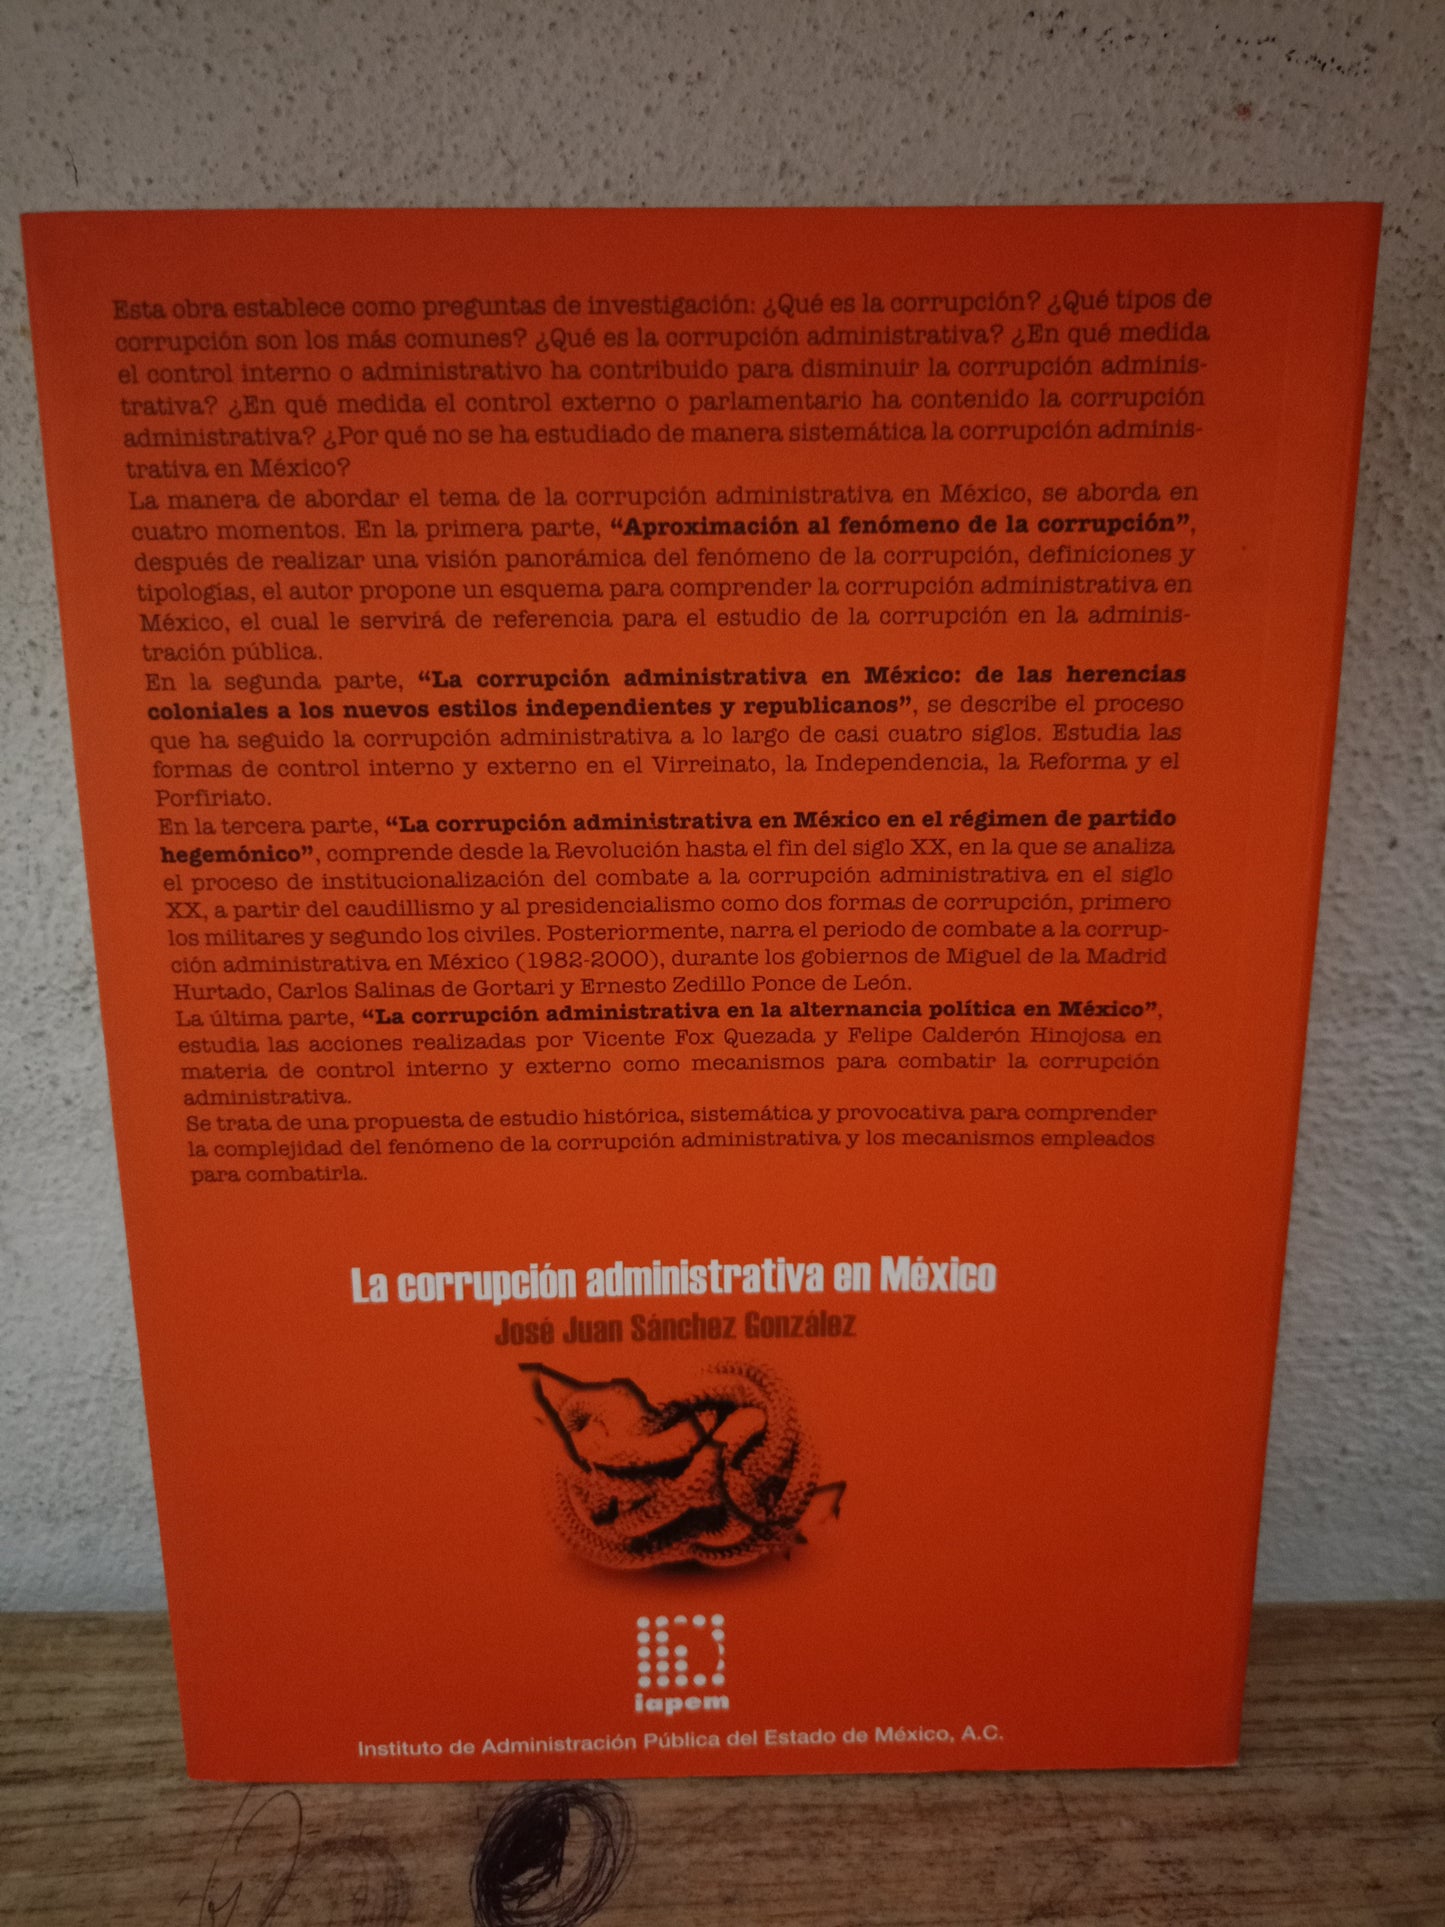 Esta obra establece como preguntas de investigación: ¿Qué es la corrupción? ¿Qué tipos de
corrupción son los más comunes? ¿Qué es la corrupción administrativa? ¿En qué medida
el control interno o administrativo ha contribuido para disminuir la corrupción adminis-
trativa? ¿En qué medida el control externo o parlamentario ha contenido la corrupción
administrativa? ¿Por qué no se ha estudiado de manera sistemática la corrupción adminis-
trativa en México?
La manera de abordar el tema de la corrupción administrativa en México, se aborda en
cuatro momentos. En la primera parte, “Aproximación al fenómeno de la corrupción”,
después de realizar una visión panorámica del fenómeno de la corrupción, definiciones y
tipologías, el autor propone un esquema para comprender la corrupción administrativa en
México, el cual le servirá de referencia para el estudio de la corrupción en la adminis-
tración pública.
En la segunda parte, “La corrupción administrativa en México: de las herencias
coloniales a los nuevos estilos independientes y republicanos”, se describe el proceso
que ha seguido la corrupción administrativa a lo largo de casi cuatro siglos. Estudia las
formas de control interno y externo en el Virreinato, la Independencia, la Reforma y el
Porfiriato.
En la tercera parte, “La corrupción administrativa en México en el régimen de partido
hegemónico”, comprende desde la Revolución hasta el fin del siglo XX, en la que se analiza
el proceso de institucionalización del combate a la corrupción administrativa en el siglo
XX, a partir del caudillismo y al presidencialismo como dos formas de corrupción, primero
los militares y segundo los civiles. Posteriormente, narra el periodo de combate a la corrup-
ción administrativa en México (1982-2000), durante los gobiernos de Miguel de la Madrid
Hurtado, Carlos Salinas de Gortari y Ernesto Zedillo Ponce de León.
La última parte, “La corrupción administrativa en la alternancia política en México”,
estudia las acciones realizadas por Vicente Fox Quezada y Felipe Calderón Hinojosa en
materia de control interno y externo como mecanismos para combatir la corrupción
administrativa.
Se trata de una propuesta de estudio histórica, sistemática y provocativa para comprender
la complejidad del fenómeno de la corrupción administrativa y los mecanismos empleados
para combatirla.
La corrupción administrativa en México
José Juan Sánchez González
iapem
Instituto de Administración Pública del Estado de México, A.C.